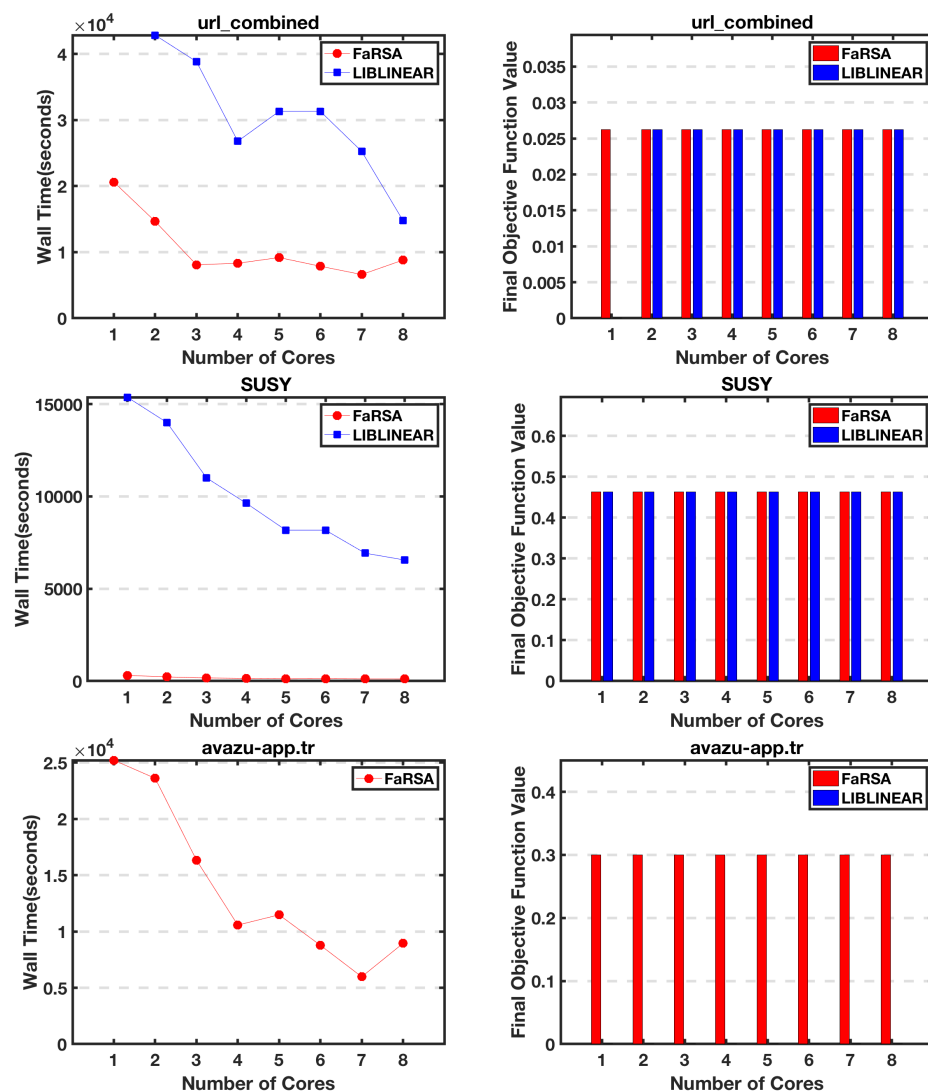 url_combined
×10⁴
4
3
2
1
0
Wall Time(seconds)
FaRSA
LIBLINEAR
1 2 3 4 5 6 7 8
Number of Cores
url_combined
0.035
0.03
0.025
0.02
0.015
0.01
0.005
0
Final Objective Function Value
FaRSA
LIBLINEAR
1 2 3 4 5 6 7 8
Number of Cores
SUSY
15000
10000
5000
0
Wall Time(seconds)
FaRSA
LIBLINEAR
1 2 3 4 5 6 7 8
Number of Cores
SUSY
0.6
0.5
0.4
0.3
0.2
0.1
0
Final Objective Function Value
FaRSA
LIBLINEAR
1 2 3 4 5 6 7 8
Number of Cores
avazu-app.tr
×10⁴
2.5
2
1.5
1
0.5
0
Wall Time(seconds)
FaRSA
1 2 3 4 5 6 7 8
Number of Cores
avazu-app.tr
0.4
0.3
0.2
0.1
0
Final Objective Function Value
FaRSA
LIBLINEAR
1 2 3 4 5 6 7 8
Number of Cores